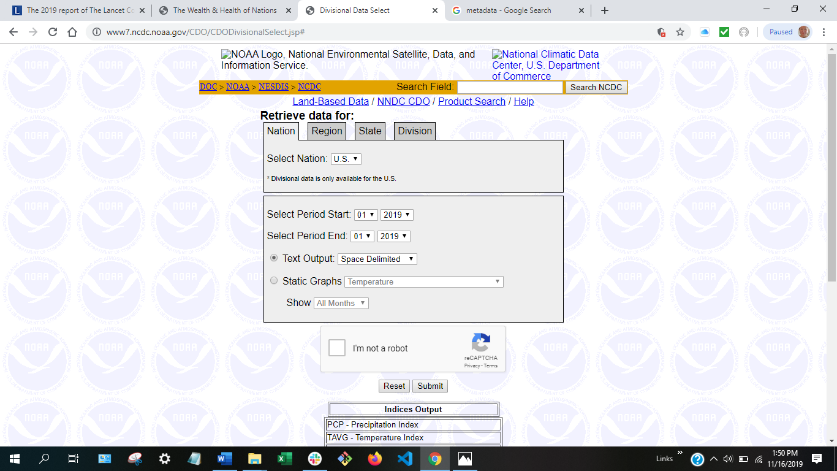 The 2019 report of The Lancet Co
The Wealth & Health of Nations
Divisional Data Select
metadata - Google Search
www7.ncdc.noaa.gov/CDO/CDODivisionalSelect.jsp#
Paused
NOAA Logo, National Environmental Satellite, Data, and Information Service.
National Climatic Data Center, U.S. Department of Commerce
DOC > NOAA > NESDIS > NCDC
Search Field:
Search NCDC
Land-Based Data / NNDC CDO / Product Search / Help
Retrieve data for:
Nation Region State Division
Select Nation: U.S.
* Divisional data is only available for the U.S.
Select Period Start: 01 2019
Select Period End: 01 2019
Text Output: Space Delimited
Static Graphs Temperature
Show All Months
I'm not a robot
reCAPTCHA
Privacy - Terms
Reset Submit
Indices Output
PCP - Precipitation Index
TAVG - Temperature Index
Links
1:50 PM
11/16/2019